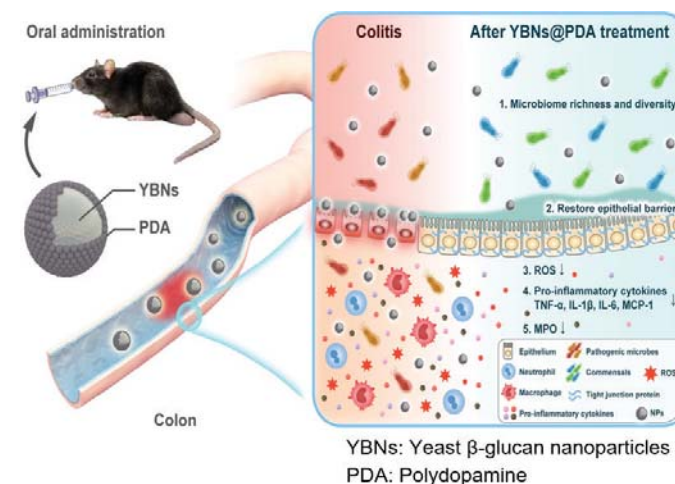 Oral administration
YBNs
PDA
Colon
Colitis
After YBNs@PDA treatment
1. Microbiome richness and diversity
2. Restore epithelial barrier
3. ROS ↓
4. Pro-inflammatory cytokines
TNF-α, IL-1β, IL-6, MCP-1 ↓
5. MPO ↓
Epithelium
Pathogenic microbes
Neutrophil
Commensals
ROS
Macrophage
Tight junction protein
Pro-inflammatory cytokines
NPs
YBNs: Yeast β-glucan nanoparticles
PDA: Polydopamine